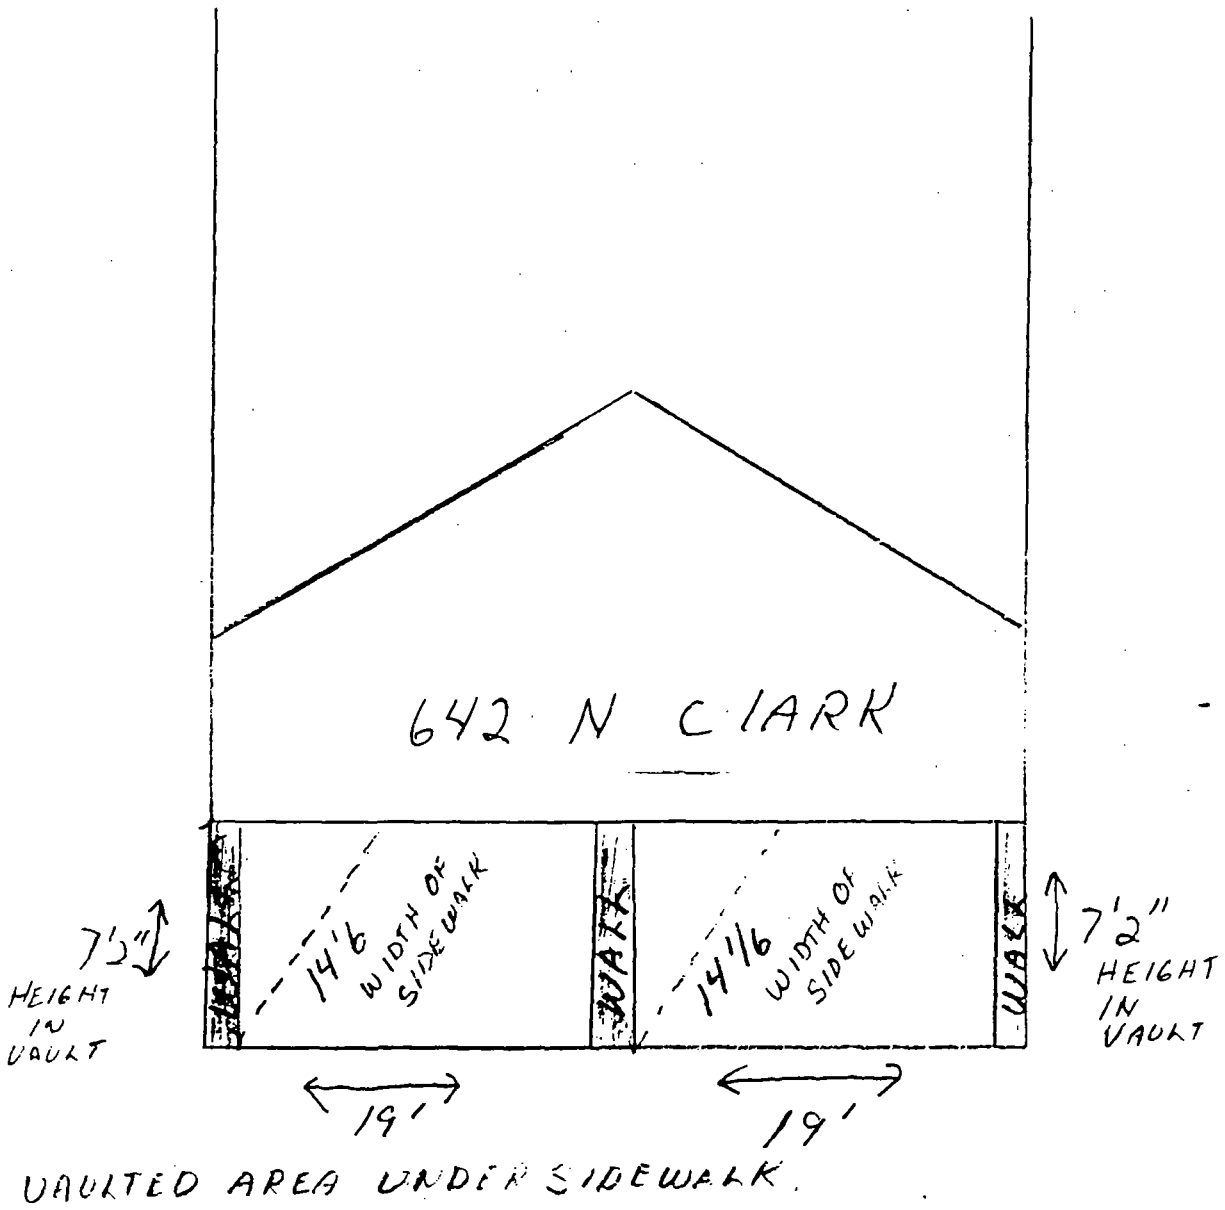 642 N CLARK
WALL
14'6
WIDTH OF
SIDEWALK
WALL
14'6
WIDTH OF
SIDEWALK
WALL
7'2"
HEIGHT
IN
VAULT
7'2"
HEIGHT
IN
VAULT
19'
19'
VAULTED AREA UNDER SIDEWALK.